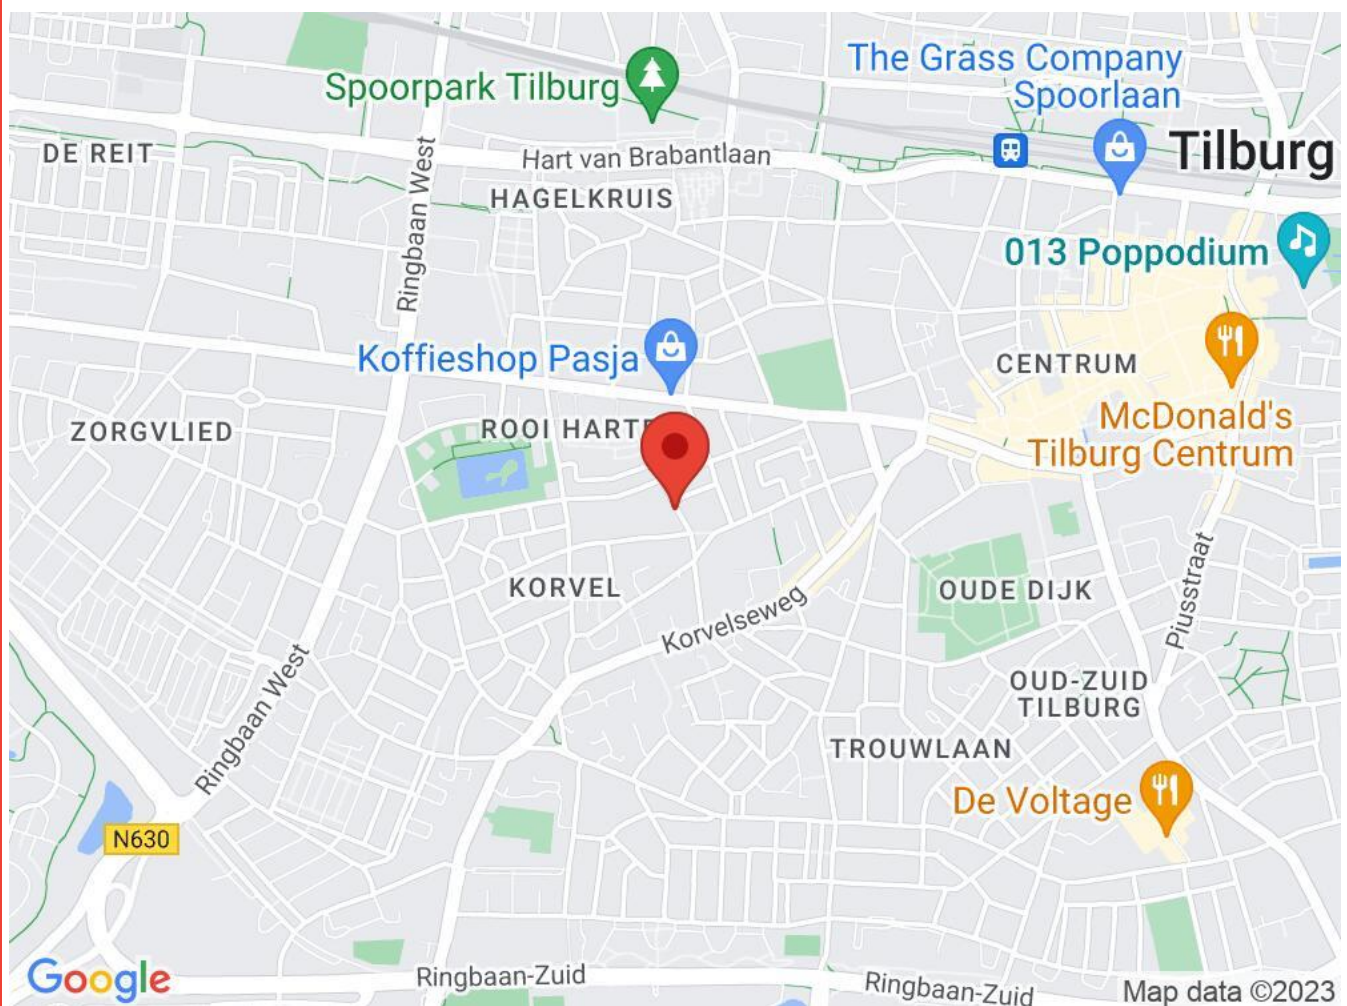 The Grass Company
Spoorlaan
Spoorpark Tilburg
Tilburg
DE REIT
Hart van Brabantlaan
HAGELKRUIS
Ringbaan West
013 Poppodium
Koffieshop Pasja
CENTRUM
McDonald's
Tilburg Centrum
ZORGVLIED
ROOI HARTE
KORVEL
OUDE DIJK
Piusstraat
Korvelseweg
OUD-ZUID
TILBURG
Ringbaan West
TROUWLAAN
De Voltage
N630
Google
Ringbaan-Zuid
Ringbaan-Zuid
Map data ©2023